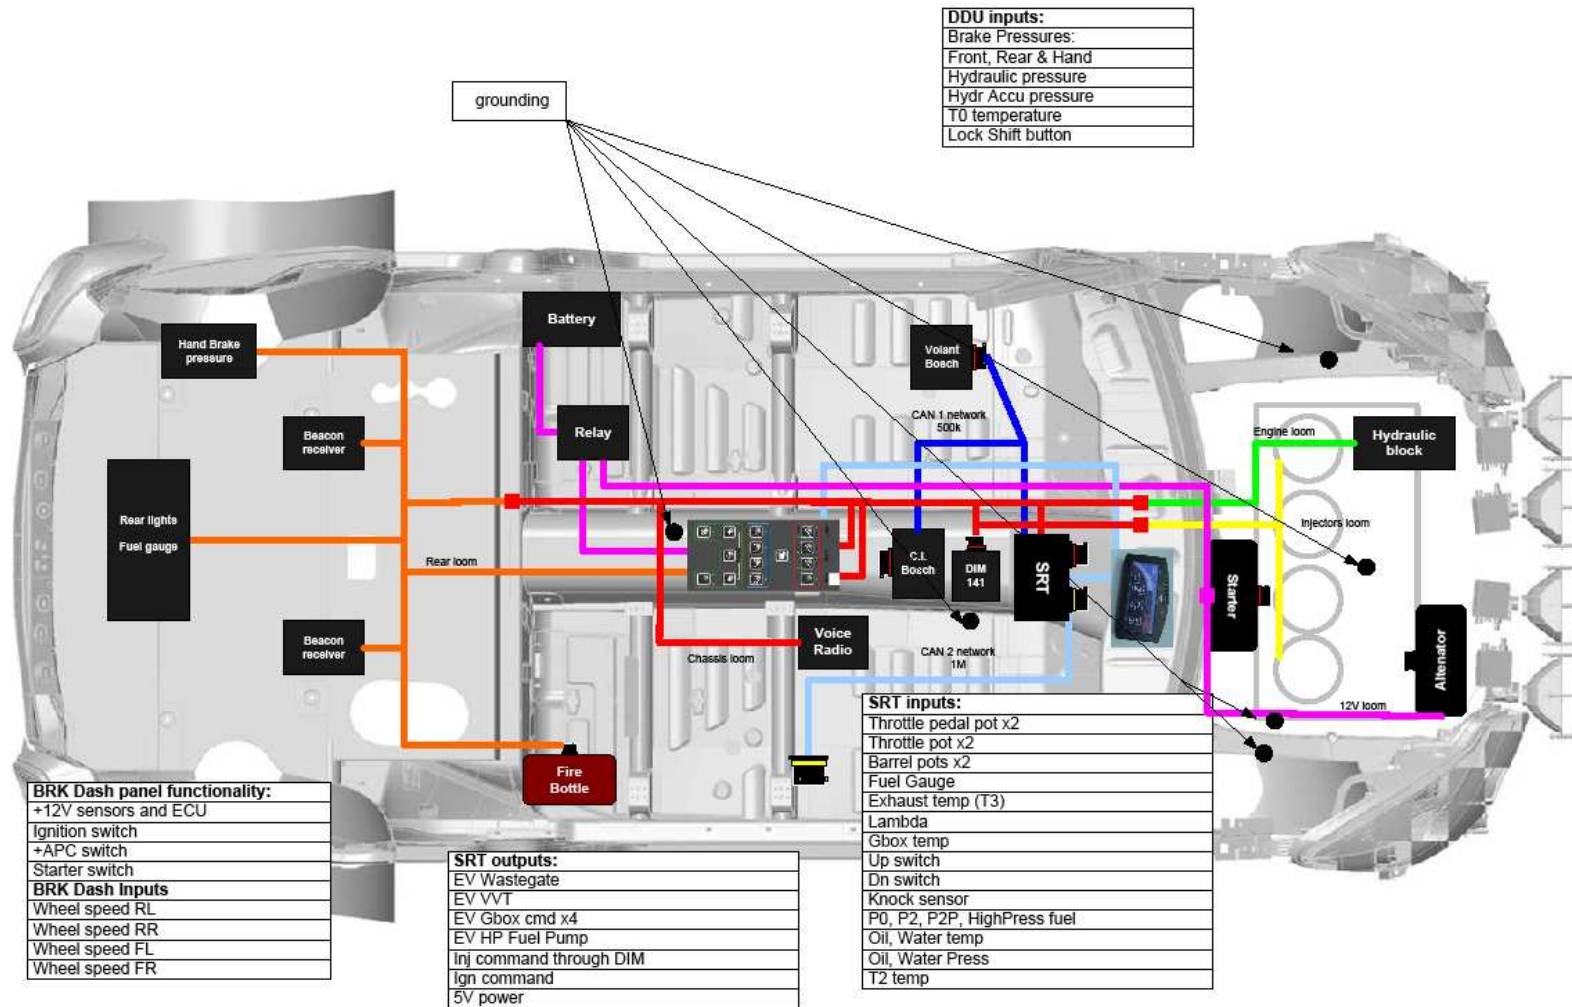 DDU inputs:
Brake Pressures:
Front, Rear & Hand
Hydraulic pressure
Hydr Accu pressure
T0 temperature
Lock Shift button
grounding
Battery
Hand Brake
pressure
Volant
Bosch
CAN 1 network
500k
Relay
Beacon
receiver
Engine loom
Hydraulic
block
Rear lights
Fuel gauge
Injectors loom
Rear loom
C.L
Bosch
DIM
141
SRT
Starter
Beacon
receiver
Voice
Radio
Chassis loom
CAN 2 network
1M
Altenator
12V loom
Fire
Bottle
BRK Dash panel functionality:
+12V sensors and ECU
Ignition switch
+APC switch
Starter switch
BRK Dash Inputs
Wheel speed RL
Wheel speed RR
Wheel speed FL
Wheel speed FR
SRT outputs:
EV Wastegate
EV VVT
EV Gbox cmd x4
EV HP Fuel Pump
Inj command through DIM
Ign command
5V power
SRT inputs:
Throttle pedal pot x2
Throttle pot x2
Barrel pots x2
Fuel Gauge
Exhaust temp (T3)
Lambda
Gbox temp
Up switch
Dn switch
Knock sensor
P0, P2, P2P, HighPress fuel
Oil, Water temp
Oil, Water Press
T2 temp